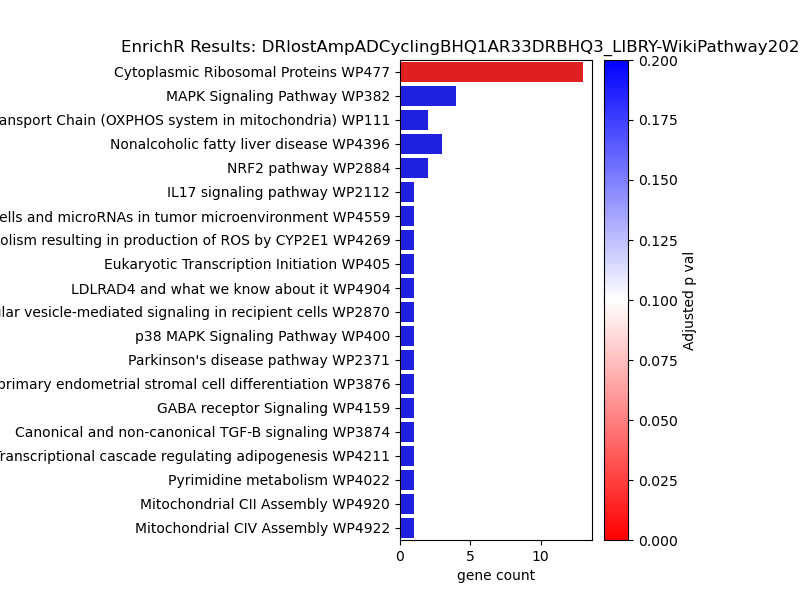 EnrichR Results: DRlostAmpADCyclingBHQ1AR33DRBHQ3_LIBRY-WikiPathway202
Cytoplasmic Ribosomal Proteins WP477
MAPK Signaling Pathway WP382
Transport Chain (OXPHOS system in mitochondria) WP111
Nonalcoholic fatty liver disease WP4396
NRF2 pathway WP2884
IL17 signaling pathway WP2112
and microRNAs in tumor microenvironment WP4559
resulting in production of ROS by CYP2E1 WP4269
Eukaryotic Transcription Initiation WP405
LDLRAD4 and what we know about it WP4904
vesicle-mediated signaling in recipient cells WP2870
p38 MAPK Signaling Pathway WP400
Parkinson's disease pathway WP2371
primary endometrial stromal cell differentiation WP3876
GABA receptor Signaling WP4159
Canonical and non-canonical TGF-B signaling WP3874
Transcriptional cascade regulating adipogenesis WP4211
Pyrimidine metabolism WP4022
Mitochondrial CII Assembly WP4920
Mitochondrial CIV Assembly WP4922
0 5 10
gene count
0.200
0.175
0.150
0.125
0.100
0.075
0.050
0.025
0.000
Adjusted p val